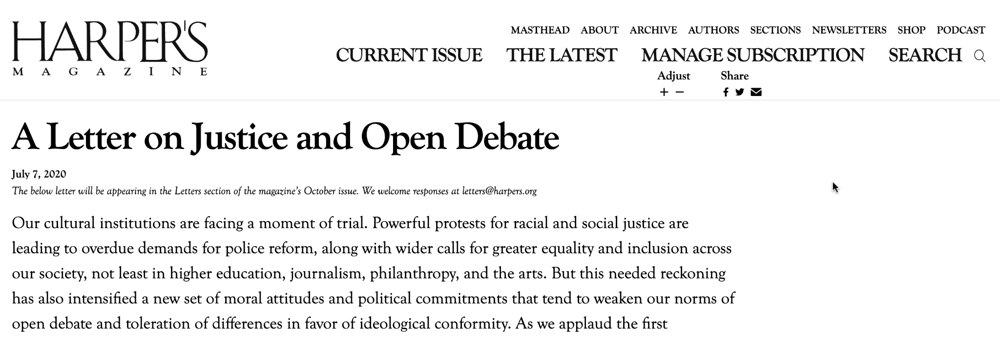 HARPER'S
MAGAZINE
MASTHEAD ABOUT ARCHIVE AUTHORS SECTIONS NEWSLETTERS SHOP PODCAST
CURRENT ISSUE THE LATEST MANAGE SUBSCRIPTION SEARCH
Adjust Share
+ −
A Letter on Justice and Open Debate
July 7, 2020
The below letter will be appearing in the Letters section of the magazine’s October issue. We welcome responses at letters@harpers.org
Our cultural institutions are facing a moment of trial. Powerful protests for racial and social justice are
leading to overdue demands for police reform, along with wider calls for greater equality and inclusion across
our society, not least in higher education, journalism, philanthropy, and the arts. But this needed reckoning
has also intensified a new set of moral attitudes and political commitments that tend to weaken our norms of
open debate and toleration of differences in favor of ideological conformity. As we applaud the first